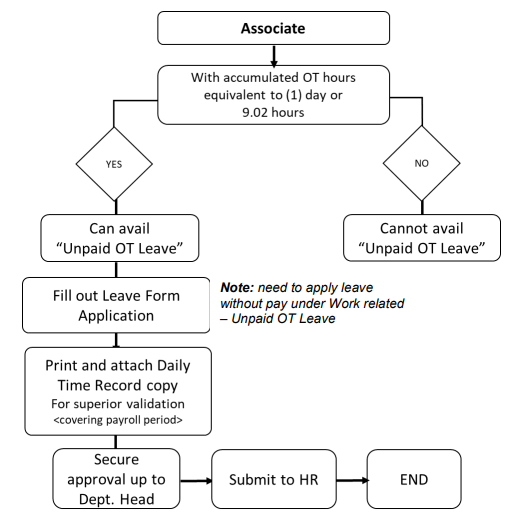 Associate
With accumulated OT hours
equivalent to (1) day or
9.02 hours
YES
NO
Can avail
“Unpaid OT Leave”
Cannot avail
“Unpaid OT Leave”
Fill out Leave Form
Application
Note: need to apply leave
without pay under Work related
– Unpaid OT Leave
Print and attach Daily
Time Record copy
For superior validation
<covering payroll period>
Secure
approval up to
Dept. Head
Submit to HR
END